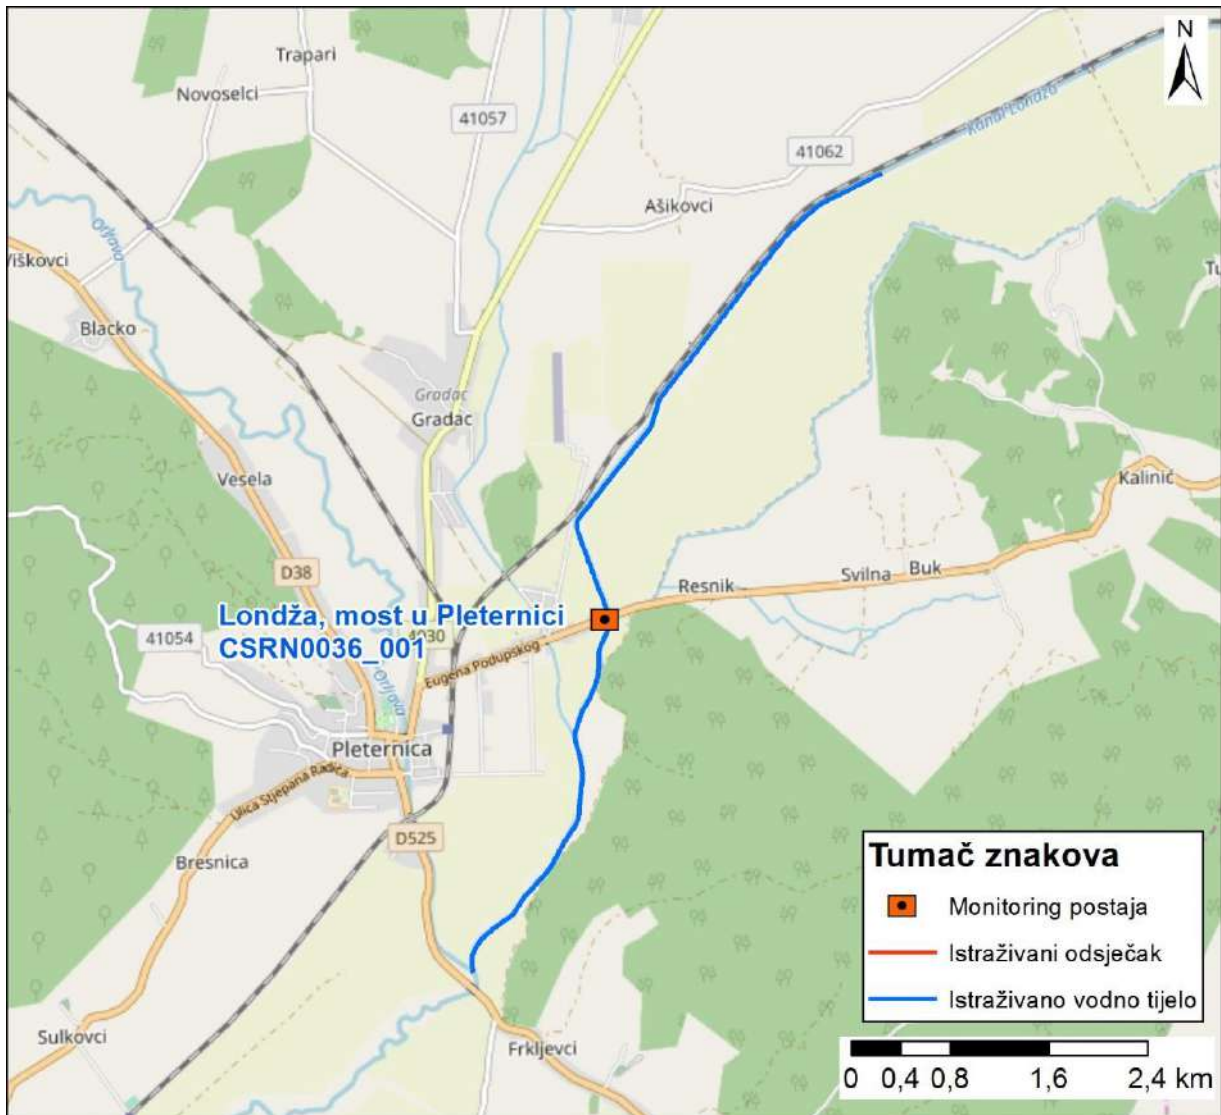 N
Trapari
Novoselci
41057
Kanal Londža
41062
Ašikovci
Orljava
Viškovci
Tu
Blacko
Gradac
Gradac
Vesela
Kalinić
D38
Svilna
Buk
Resnik
Londža, most u Pleternici
CSRN0036_001
41054
4030
Eugena Podupskog
Orljava
Pleternica
Ulica Stjepana Radića
D525
Bresnica
Tumač znakova
Monitoring postaja
Istraživani odsječak
Istraživano vodno tijelo
Sulkovci
Frkljevci
0 0,4 0,8 1,6 2,4 km